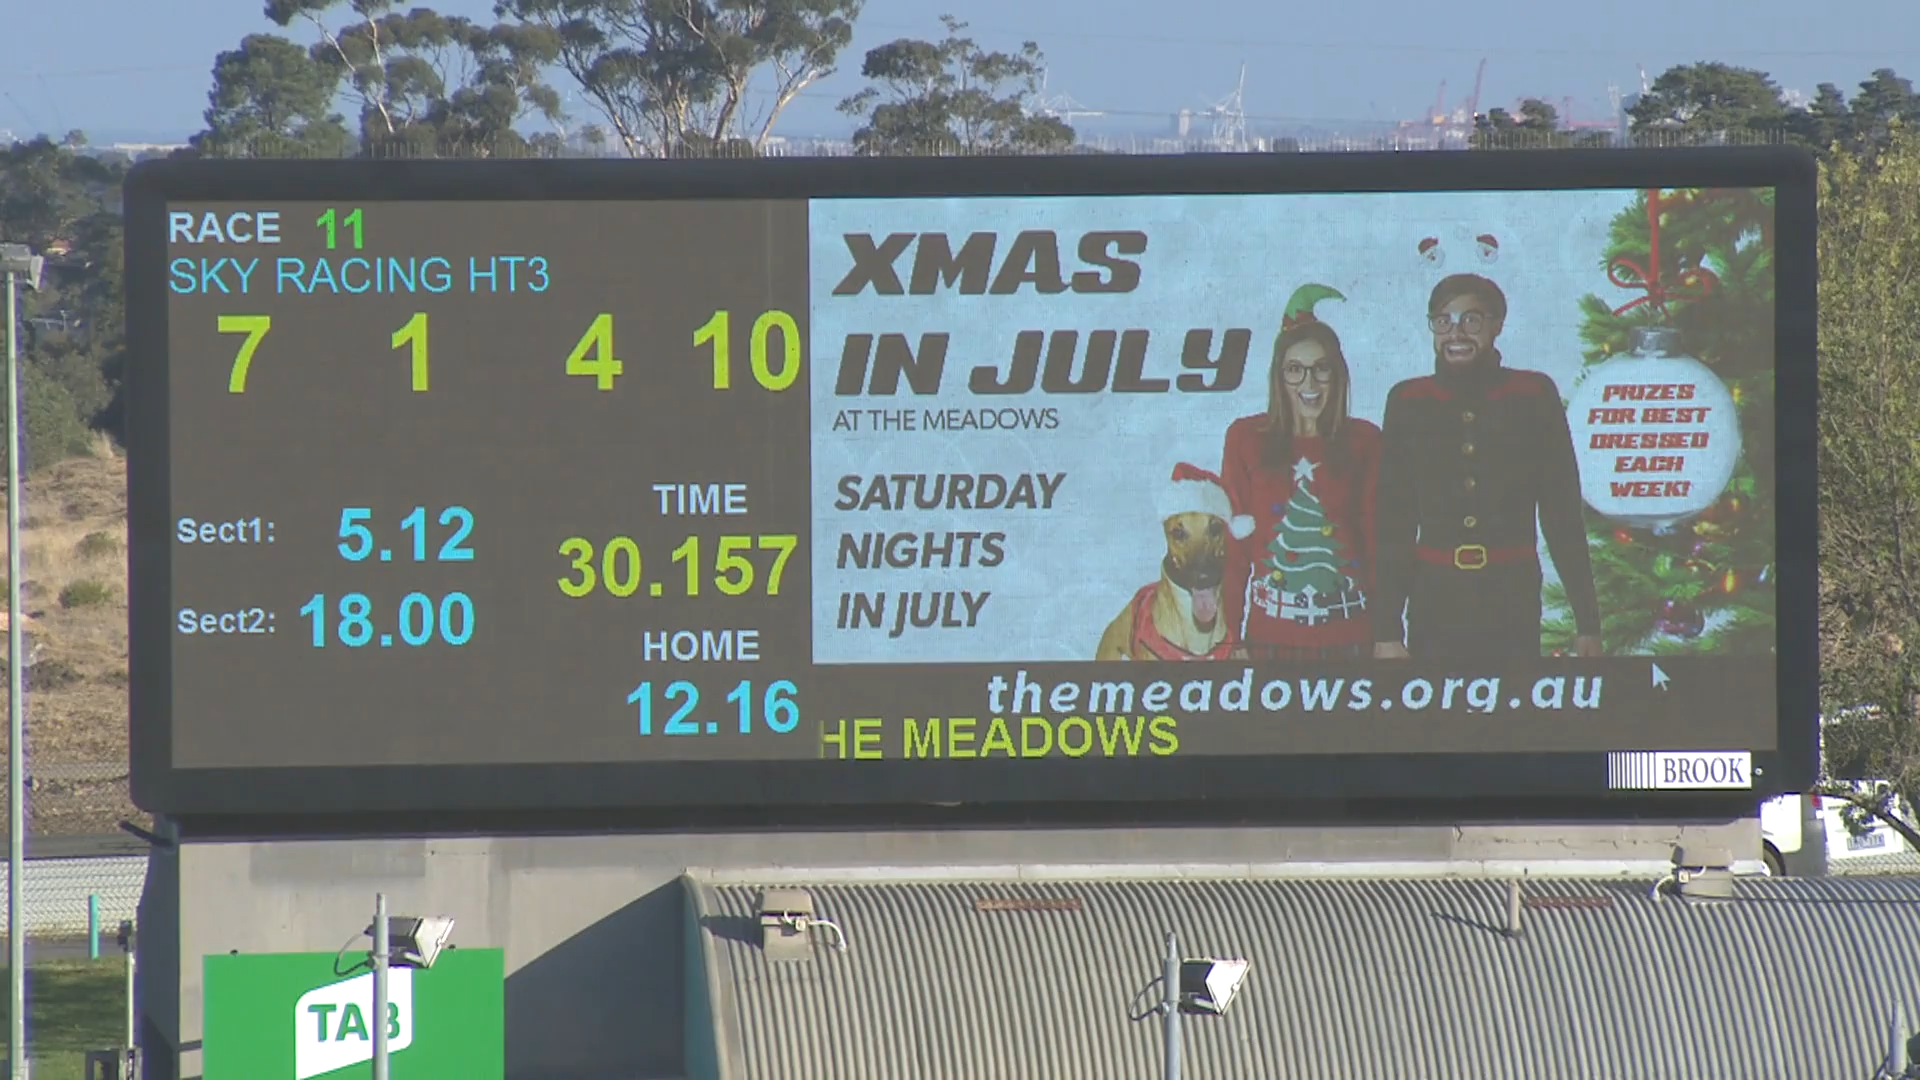 RACE 11
SKY RACING HT3
7 1 4 10
Sect1: 5.12
Sect2: 18.00
TIME
30.157
HOME
12.16
XMAS
IN JULY
AT THE MEADOWS
SATURDAY
NIGHTS
IN JULY
PRIZES
FOR BEST
DRESSED
EACH
WEEK!
themeadows.org.au
HE MEADOWS
BROOK
TAB